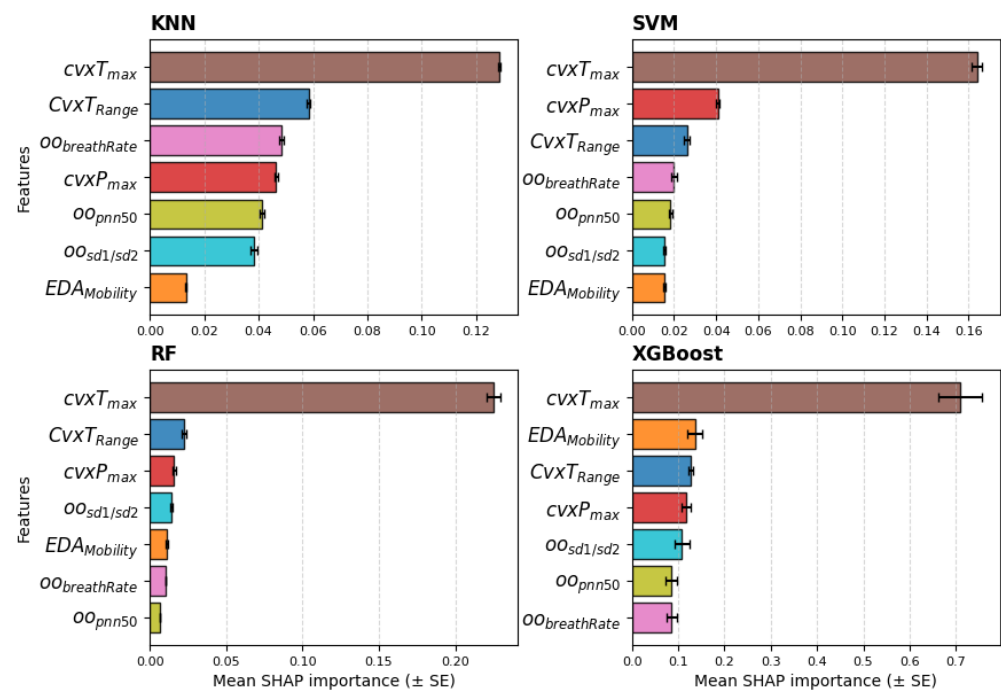 KNN
Features
cvxT_max
CvxT_Range
oo_breathRate
cvxP_max
oo_pnn50
oo_sd1/sd2
EDA_Mobility
0.00 0.02 0.04 0.06 0.08 0.10 0.12
SVM
cvxT_max
cvxP_max
CvxT_Range
oo_breathRate
oo_pnn50
oo_sd1/sd2
EDA_Mobility
0.00 0.02 0.04 0.06 0.08 0.10 0.12 0.14 0.16
RF
Features
cvxT_max
CvxT_Range
cvxP_max
oo_sd1/sd2
EDA_Mobility
oo_breathRate
oo_pnn50
0.00 0.05 0.10 0.15 0.20
Mean SHAP importance (± SE)
XGBoost
cvxT_max
EDA_Mobility
CvxT_Range
cvxP_max
oo_sd1/sd2
oo_pnn50
oo_breathRate
0.0 0.1 0.2 0.3 0.4 0.5 0.6 0.7
Mean SHAP importance (± SE)